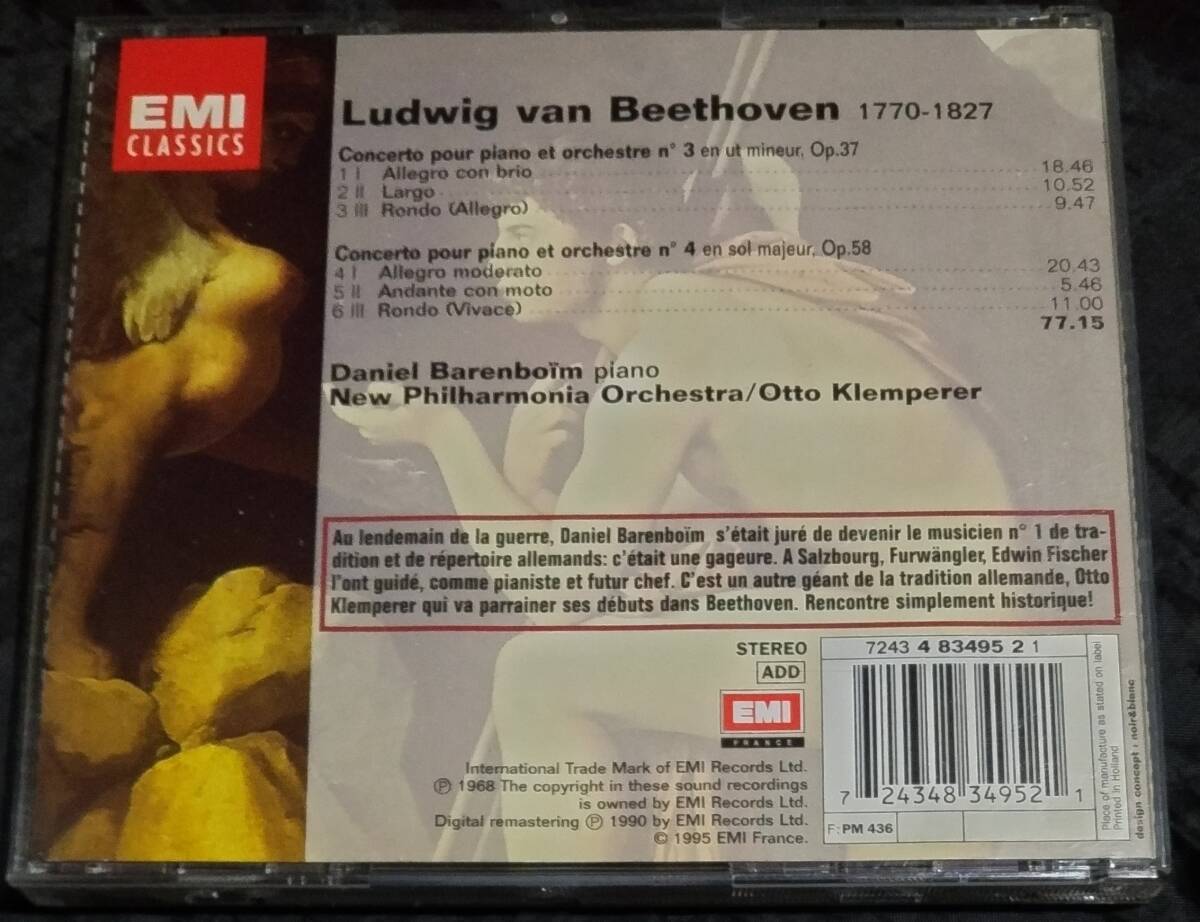 EMI
CLASSICS
Ludwig van Beethoven 1770-1827
Concerto pour piano et orchestre n° 3 en ut mineur, Op.37
1 I Allegro con brio 18.46
2 II Largo 10.52
3 III Rondo (Allegro) 9.47
Concerto pour piano et orchestre n° 4 en sol majeur, Op.58
4 I Allegro moderato 20.43
5 II Andante con moto 5.46
6 III Rondo (Vivace) 11.00
77.15
Daniel Barenboïm piano
New Philharmonia Orchestra/Otto Klemperer
Au lendemain de la guerre, Daniel Barenboïm s'était juré de devenir le musicien n° 1 de tra-
dition et de répertoire allemands: c'était une gageure. A Salzbourg, Furwängler, Edwin Fischer
l'ont guidé, comme pianiste et futur chef. C'est un autre géant de la tradition allemande, Otto
Klemperer qui va parrainer ses débuts dans Beethoven. Rencontre simplement historique!
STEREO
ADD
EMI
FRANCE
International Trade Mark of EMI Records Ltd.
℗ 1968 The copyright in these sound recordings
is owned by EMI Records Ltd.
Digital remastering ℗ 1990 by EMI Records Ltd.
© 1995 EMI France.
7243 4 83495 2 1
7 24348 34952 1
F: PM 436
Place of manufacture as stated on label
Printed in Holland
design concept : noir&blanc